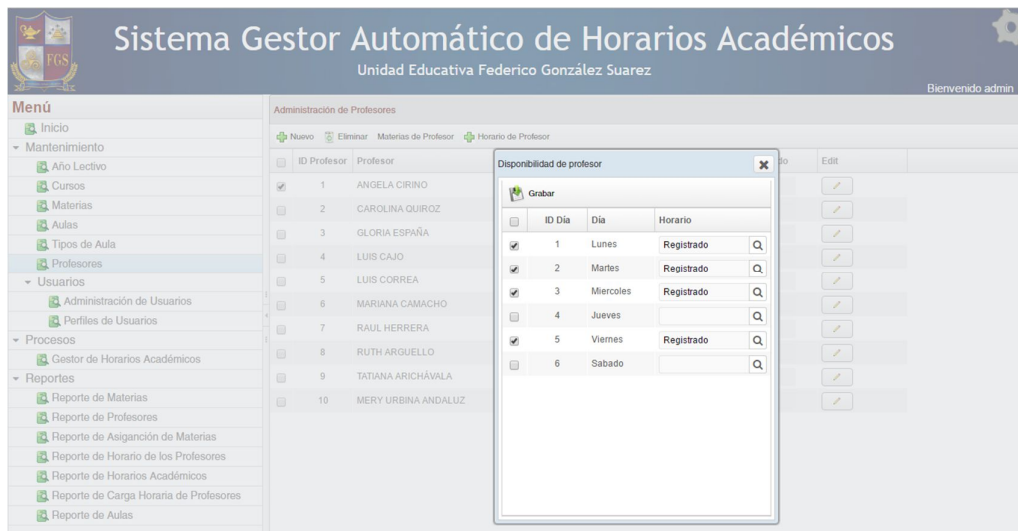 FGS
Sistema Gestor Automático de Horarios Académicos
Unidad Educativa Federico González Suarez
Bienvenido admin
Menú
Inicio
Mantenimiento
Año Lectivo
Cursos
Materias
Aulas
Tipos de Aula
Profesores
Usuarios
Administración de Usuarios
Perfiles de Usuarios
Procesos
Gestor de Horarios Académicos
Reportes
Reporte de Materias
Reporte de Profesores
Reporte de Asiganción de Materias
Reporte de Horario de los Profesores
Reporte de Horarios Académicos
Reporte de Carga Horaria de Profesores
Reporte de Aulas
Administración de Profesores
Nuevo Eliminar Materias de Profesor Horario de Profesor
ID Profesor Profesor Edit
1 ANGELA CIRINO
2 CAROLINA QUIROZ
3 GLORIA ESPAÑA
4 LUIS CAJO
5 LUIS CORREA
6 MARIANA CAMACHO
7 RAUL HERRERA
8 RUTH ARGUELLO
9 TATIANA ARICHÁVALA
10 MERY URBINA ANDALUZ
Disponibilidad de profesor
Grabar
ID Día Día Horario
1 Lunes Registrado
2 Martes Registrado
3 Miercoles Registrado
4 Jueves
5 Viernes Registrado
6 Sabado